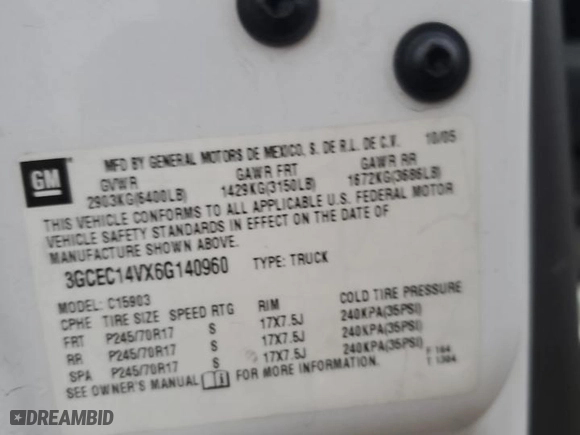 GM
MFD BY GENERAL MOTORS DE MEXICO, S. DE R.L. DE C.V. 10/05
GVWR GAWR FRT GAWR RR
2903KG(6400LB) 1429KG(3150LB) 1672KG(3686LB)
THIS VEHICLE CONFORMS TO ALL APPLICABLE U.S. FEDERAL MOTOR
VEHICLE SAFETY STANDARDS IN EFFECT ON THE DATE OF
MANUFACTURE SHOWN ABOVE.
3GCEC14VX6G140960 TYPE: TRUCK
MODEL: C15903
CPHE TIRE SIZE SPEED RTG RIM COLD TIRE PRESSURE
FRT P245/70R17 S 17X7.5J 240KPA(35PSI)
RR P245/70R17 S 17X7.5J 240KPA(35PSI)
SPA P245/70R17 S 17X7.5J 240KPA(35PSI)
SEE OWNER'S MANUAL FOR MORE INFORMATION.
F 164
T 1304
DREAMBID